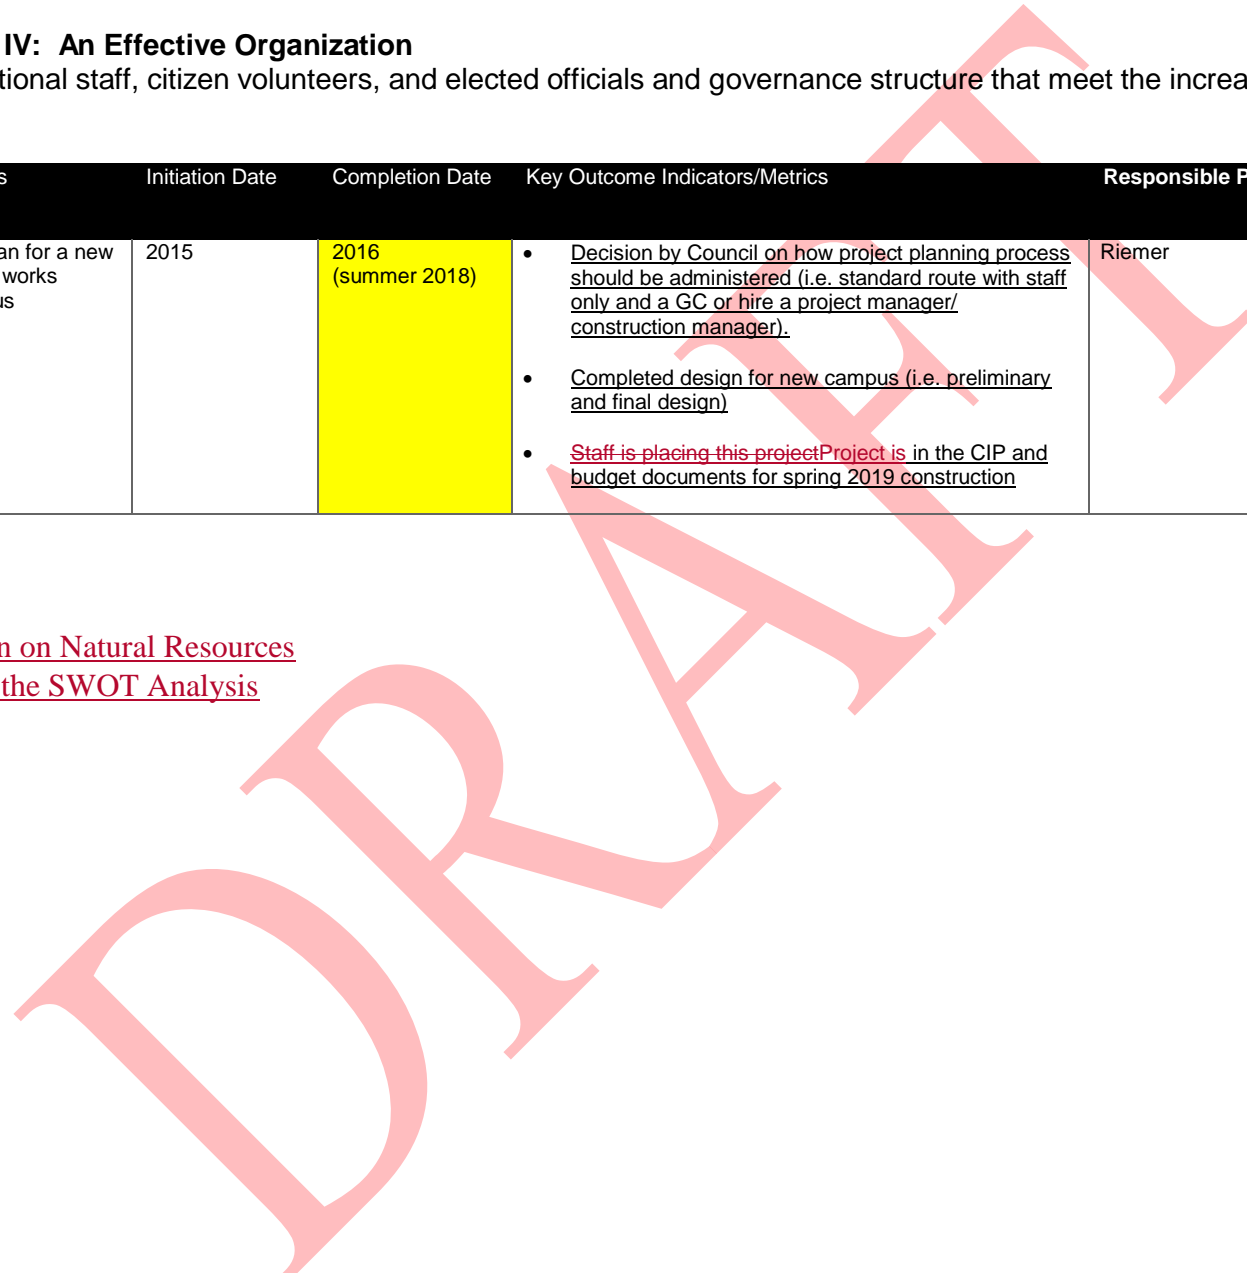 IV: An Effective Organization
tional staff, citizen volunteers, and elected officials and governance structure that meet the increa
s Initiation Date Completion Date Key Outcome Indicators/Metrics Responsible P
an for a new 2015 2016 • Decision by Council on how project planning process Riemer
works (summer 2018) should be administered (i.e. standard route with staff
us only and a GC or hire a project manager/
construction manager).
• Completed design for new campus (i.e. preliminary
and final design)
• Staff is placing this projectProject is in the CIP and
budget documents for spring 2019 construction
n on Natural Resources
the SWOT Analysis
DRAFT